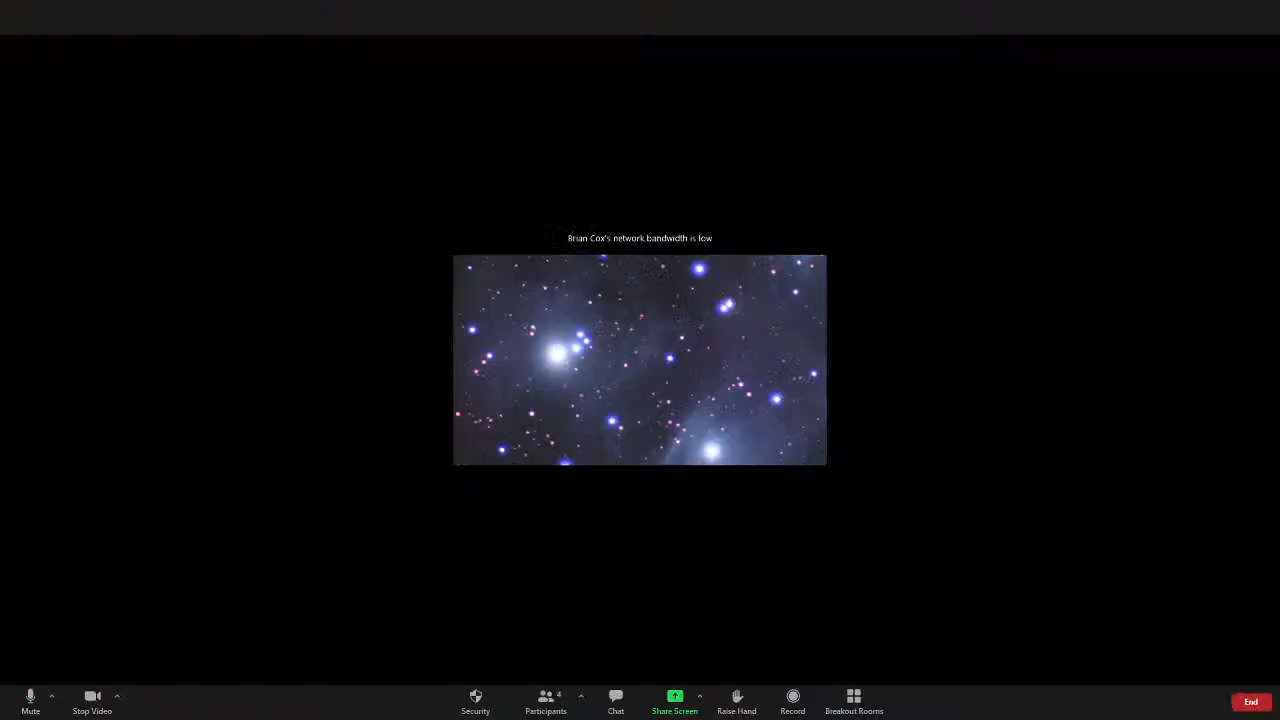 Brian Cox's network bandwidth is low
Mute
Stop Video
Security
Participants
4
Chat
Share Screen
Raise Hand
Record
Breakout Rooms
End